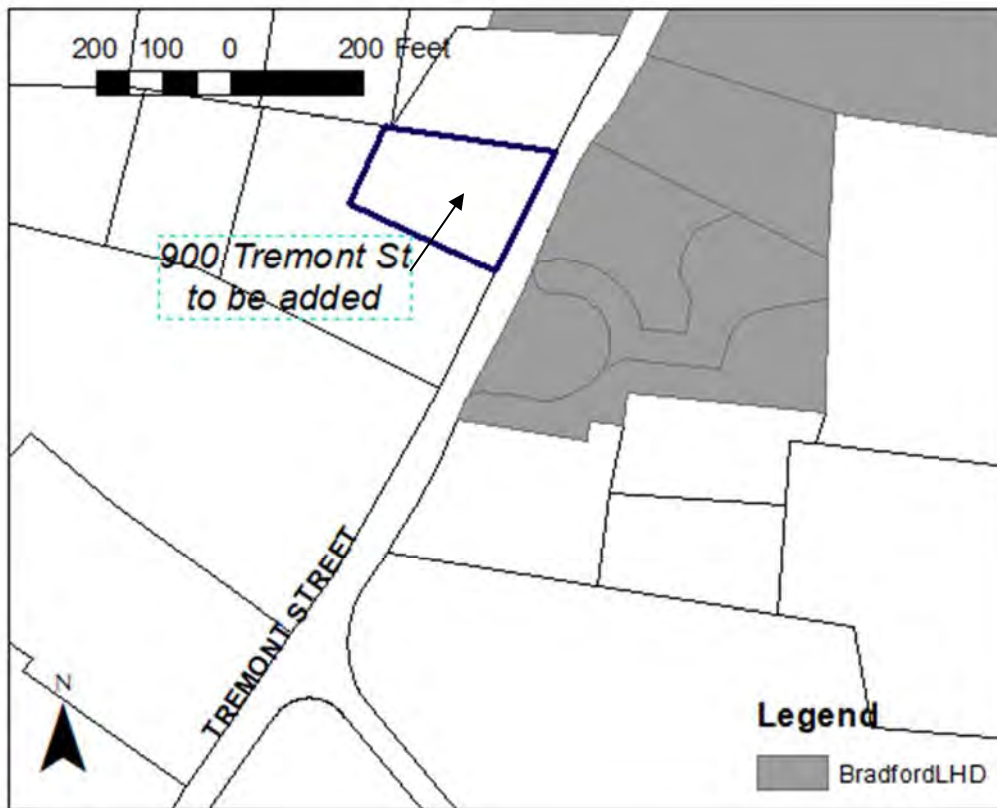 200 100 0 200 Feet
900 Tremont St
to be added
TREMONT STREET
N
Legend
BradfordLHD